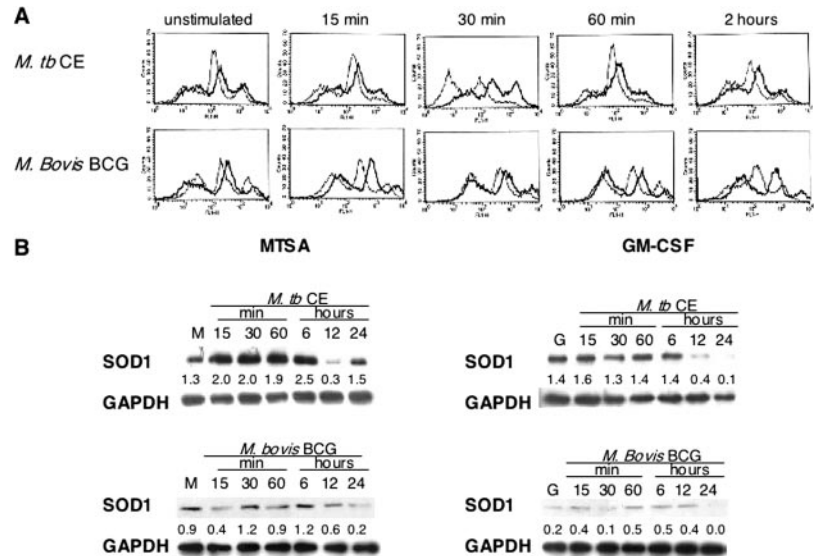 A
unstimulated 15 min 30 min 60 min 2 hours
M. tb CE
M. Bovis BCG
B
MTSA GM-CSF
M. tb CE
min hours
M 15 30 60 6 12 24
SOD1
1.3 2.0 2.0 1.9 2.5 0.3 1.5
GAPDH
M. tb CE
min hours
G 15 30 60 6 12 24
SOD1
1.4 1.6 1.3 1.4 1.4 0.4 0.1
GAPDH
M. bovis BCG
min hours
M 15 30 60 6 12 24
SOD1
0.9 0.4 1.2 0.9 1.2 0.6 0.2
GAPDH
M. Bovis BCG
min hours
G 15 30 60 6 12 24
SOD1
0.2 0.4 0.1 0.5 0.5 0.4 0.0
GAPDH